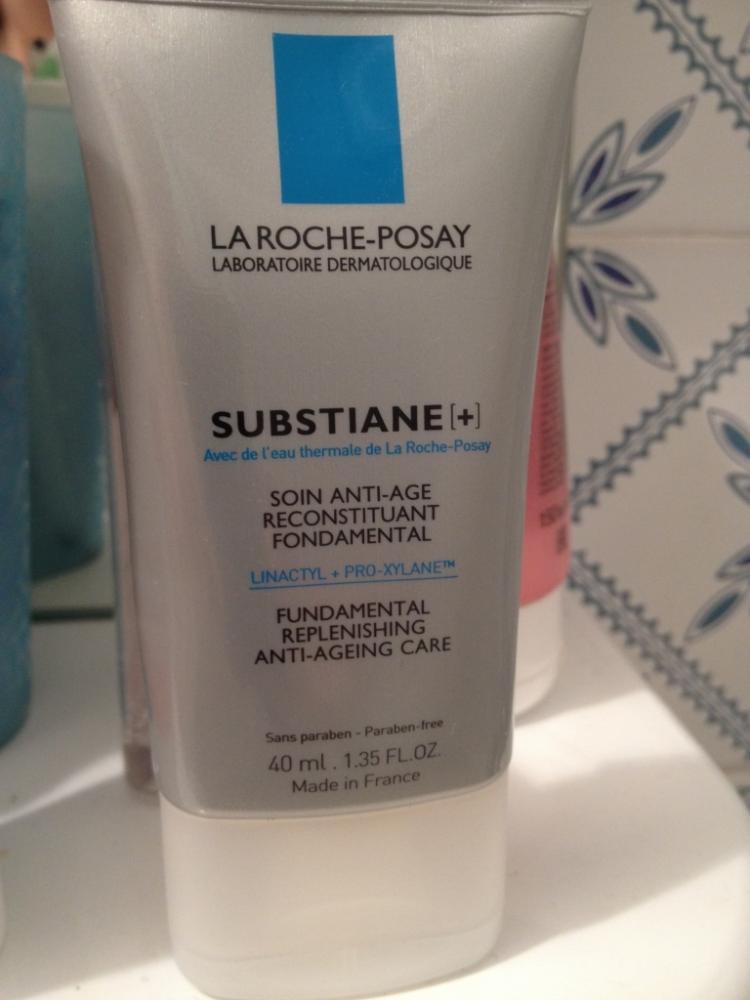 LA ROCHE-POSAY
LABORATOIRE DERMATOLOGIQUE
SUBSTIANE [+]
Avec de l'eau thermale de La Roche-Posay
SOIN ANTI-AGE
RECONSTITUANT
FONDAMENTAL
LINACTYL + PRO-XYLANE™
FUNDAMENTAL
REPLENISHING
ANTI-AGEING CARE
Sans paraben - Paraben-free
40 ml . 1.35 FL.OZ.
Made in France